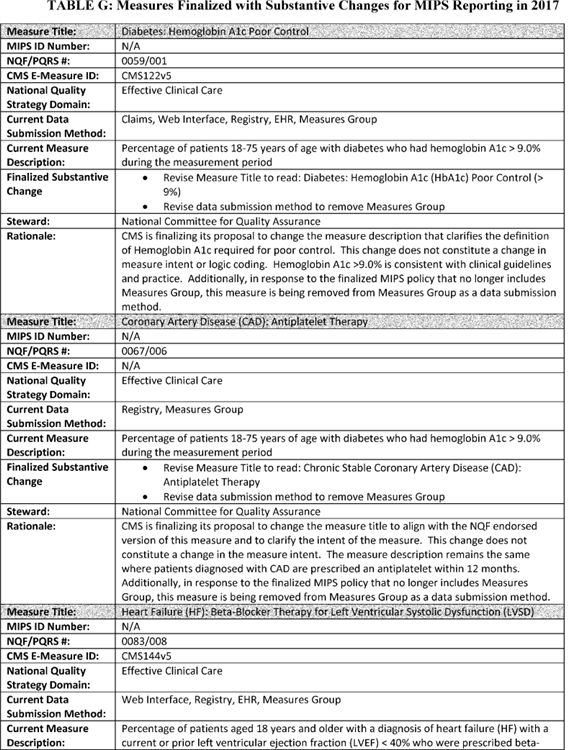 TABLE G: Measures Finalized with Substantive Changes for MIPS Reporting in 2017
Measure Title: Diabetes: Hemoglobin A1c Poor Control
MIPS ID Number: N/A
NQF/PQRS #: 0059/001
CMS E-Measure ID: CMS122v5
National Quality Effective Clinical Care
Strategy Domain:
Current Data
Submission Method: Claims, Web Interface, Registry, EHR, Measures Group
Current Measure Percentage of patients 18-75 years of age with diabetes who had hemoglobin A1c > 9.0%
Description: during the measurement period
Finalized Substantive • Revise Measure Title to read: Diabetes: Hemoglobin A1c (HbA1c) Poor Control (>
Change 9%)
• Revise data submission method to remove Measures Group
Steward: National Committee for Quality Assurance
Rationale: CMS is finalizing its proposal to change the measure description that clarifies the definition
of Hemoglobin A1c required for poor control. This change does not constitute a change in
measure intent or logic coding. Hemoglobin A1c >9.0% is consistent with clinical guidelines
and practice. Additionally, in response to the finalized MIPS policy that no longer includes
Measures Group, this measure is being removed from Measures Group as a data submission
method.
Measure Title: Coronary Artery Disease (CAD): Antiplatelet Therapy
MIPS ID Number: N/A
NQF/PQRS #: 0067/006
CMS E-Measure ID: N/A
National Quality Effective Clinical Care
Strategy Domain:
Current Data Registry, Measures Group
Submission Method:
Current Measure Percentage of patients 18-75 years of age with diabetes who had hemoglobin A1c > 9.0%
Description: during the measurement period
Finalized Substantive • Revise Measure Title to read: Chronic Stable Coronary Artery Disease (CAD):
Change Antiplatelet Therapy
• Revise data submission method to remove Measures Group
Steward: National Committee for Quality Assurance
Rationale: CMS is finalizing its proposal to change the measure title to align with the NQF endorsed
version of this measure and to clarify the intent of the measure. This change does not
constitute a change in the measure intent. The measure description remains the same
where patients diagnosed with CAD are prescribed an antiplatelet within 12 months.
Additionally, in response to the finalized MIPS policy that no longer includes Measures
Group, this measure is being removed from Measures Group as a data submission method.
Measure Title: Heart Failure (HF): Beta-Blocker Therapy for Left Ventricular Systolic Dysfunction (LVSD)
MIPS ID Number: N/A
NQF/PQRS #: 0083/008
CMS E-Measure ID: CMS144v5
National Quality Effective Clinical Care
Strategy Domain:
Current Data Web Interface, Registry, EHR, Measures Group
Submission Method:
Current Measure Percentage of patients aged 18 years and older with a diagnosis of heart failure (HF) with a
Description: current or prior left ventricular ejection fraction (LVEF) < 40% who were prescribed beta-